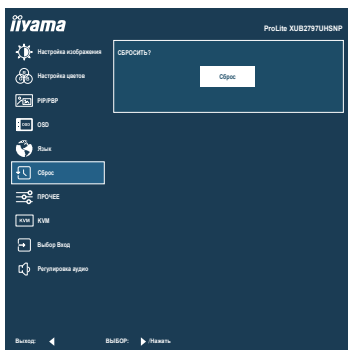 iiyama
ProLite XUB2797UHSNP
Настройка изображения
СБРОСИТЬ?
Сброс
Настройка цветов
PIP/PBP
OSD
OSD
Язык
Сброс
ПРОЧЕЕ
KVM
KVM
Выбор Вход
Регулировка аудио
Выход:
ВЫБОР:
/Нажать